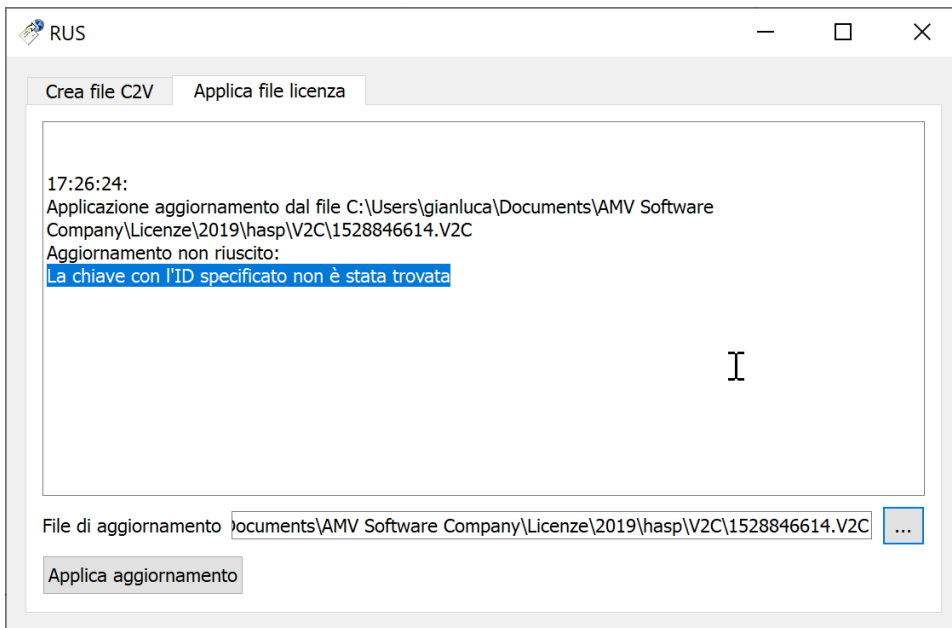 RUS
Crea file C2V
Applica file licenza
17:26:24:
Applicazione aggiornamento dal file C:\Users\gianluca\Documents\AMV Software
Company\Licenze\2019\hasp\V2C\1528846614.V2C
Aggiornamento non riuscito:
La chiave con l'ID specificato non è stata trovata
File di aggiornamento
Documents\AMV Software Company\Licenze\2019\hasp\V2C\1528846614.V2C
...
Applica aggiornamento